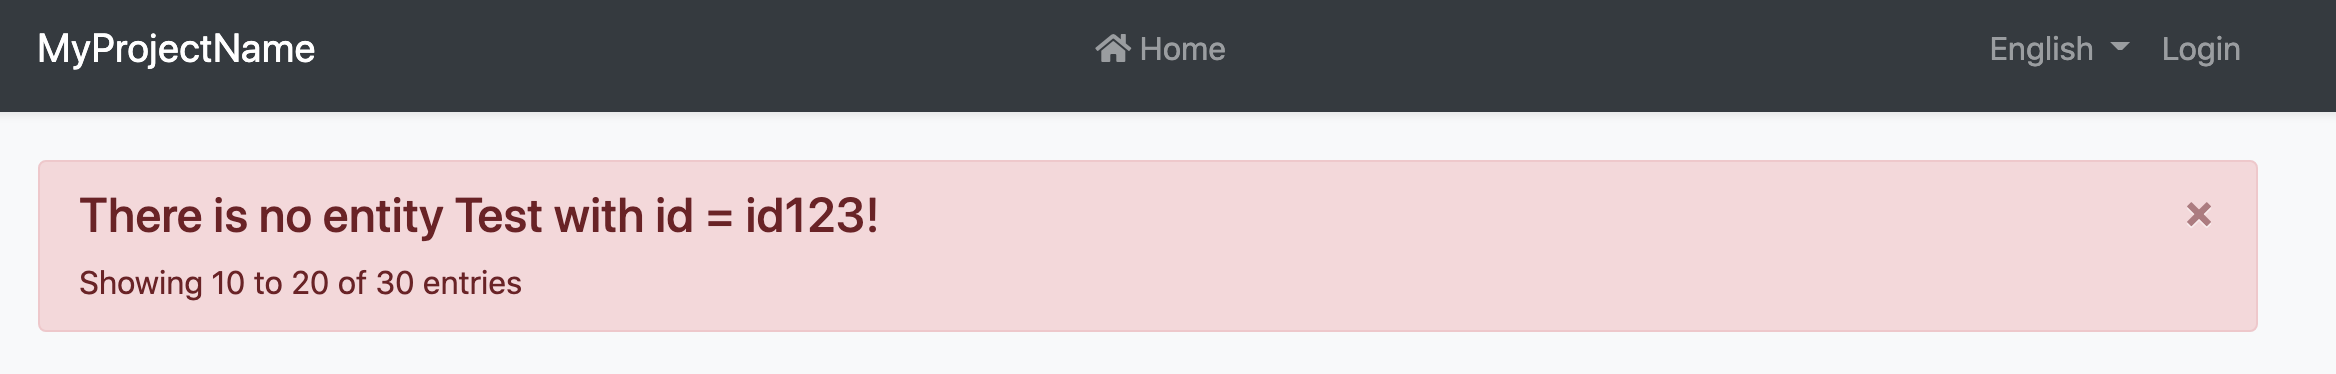 MyProjectName
Home
English
Login
There is no entity Test with id = id123!
Showing 10 to 20 of 30 entries